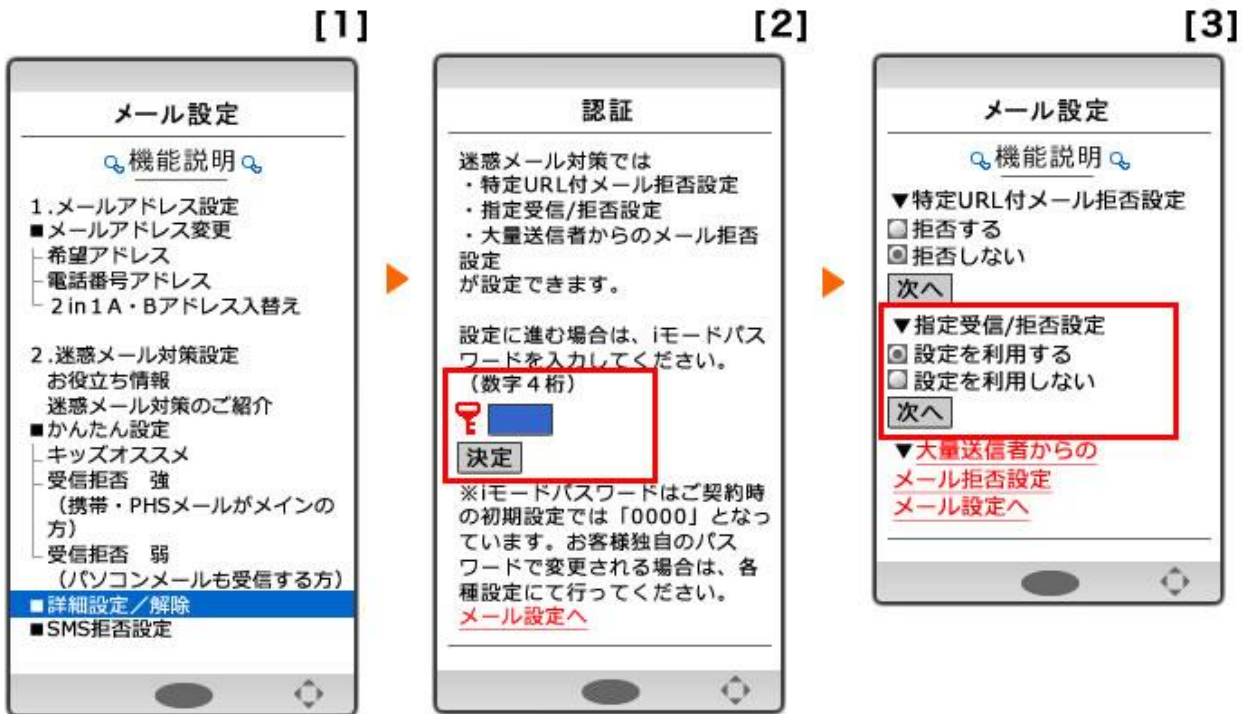 [1]
メール設定
機能説明
1.メールアドレス設定
■メールアドレス変更
希望アドレス
電話番号アドレス
2in1A・Bアドレス入替え
2.迷惑メール対策設定
お役立ち情報
迷惑メール対策のご紹介
■かんたん設定
キッズオススメ
受信拒否 強
（携帯・PHSメールがメインの
方）
受信拒否 弱
（パソコンメールも受信する方）
■詳細設定／解除
■SMS拒否設定
[2]
認証
迷惑メール対策では
・特定URL付メール拒否設定
・指定受信/拒否設定
・大量送信者からのメール拒否
設定
が設定できます。
設定に進む場合は、iモードパス
ワードを入力してください。
（数字４桁）
決定
※iモードパスワードはご契約時
の初期設定では「0000」となっ
ています。お客様独自のパス
ワードで変更される場合は、各
種設定にて行ってください。
メール設定へ
[3]
メール設定
機能説明
▼特定URL付メール拒否設定
拒否する
拒否しない
次へ
▼指定受信/拒否設定
設定を利用する
設定を利用しない
次へ
▼大量送信者からの
メール拒否設定
メール設定へ